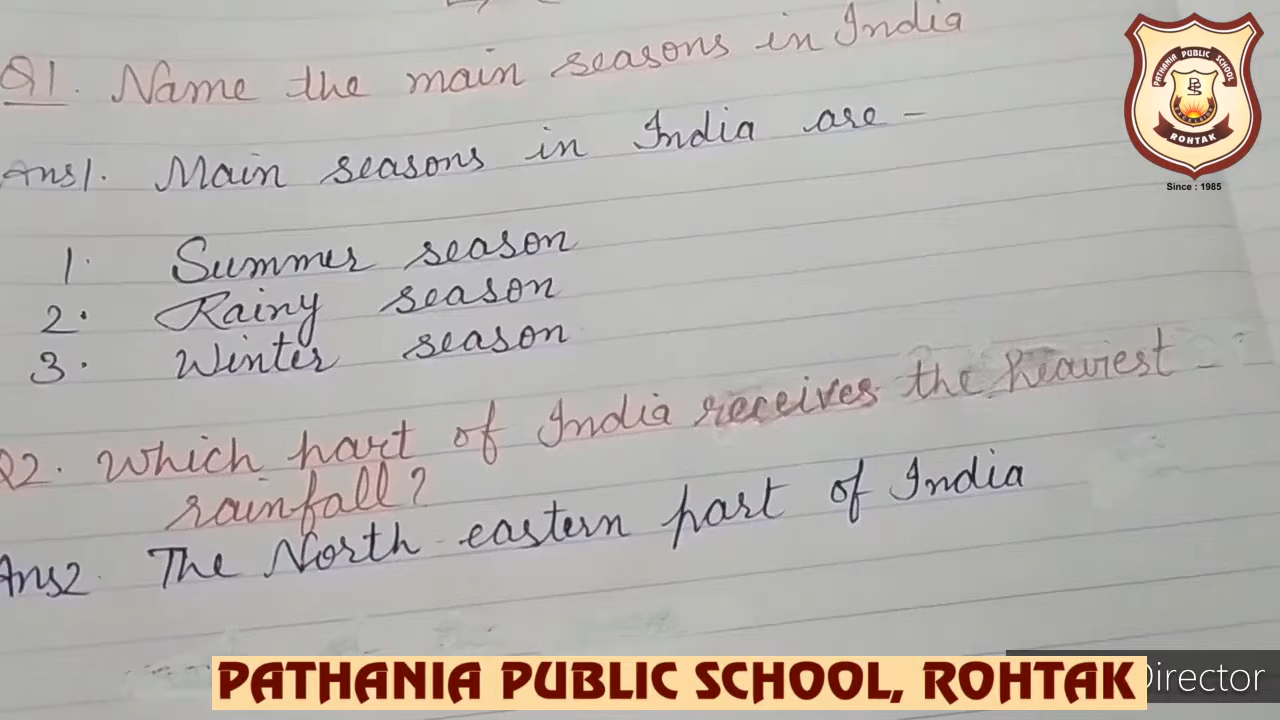 Q1. Name the main seasons in India
Ans1. Main seasons in India are -
1. Summer season
2. Rainy season
3. Winter season
Q2. Which part of India receives the heaviest -
rainfall?
Ans2. The North eastern part of India
PATHANIA PUBLIC SCHOOL
ROHTAK
Since : 1985
PATHANIA PUBLIC SCHOOL, ROHTAK
Director